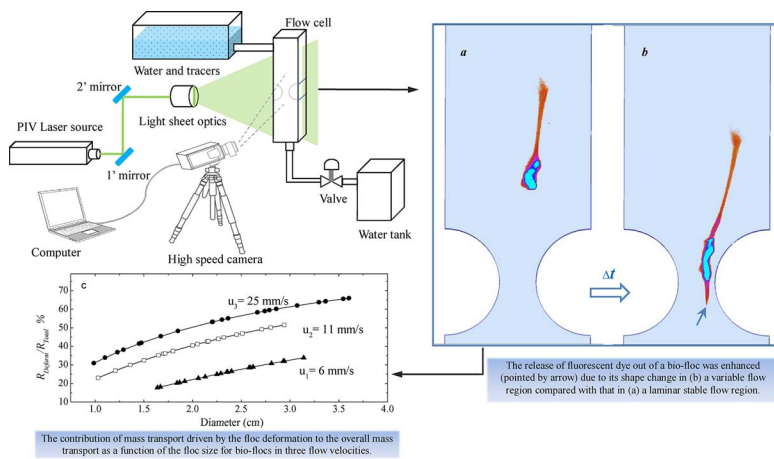 Flow cell
Water and tracers
2’ mirror
Light sheet optics
PIV Laser source
1’ mirror
Valve
Water tank
Computer
High speed camera
a
b
Δt
The release of fluorescent dye out of a bio-floc was enhanced
(pointed by arrow) due to its shape change in (b) a variable flow
region compared with that in (a) a laminar stable flow region.
c
R_Deform/R_Total %
70
60
50
40
30
20
10
u₃= 25 mm/s
u₂= 11 mm/s
u₁= 6 mm/s
1.0 1.5 2.0 2.5 3.0 3.5 4.0
Diameter (cm)
The contribution of mass transport driven by the floc deformation to the overall mass
transport as a function of the floc size for bio-flocs in three flow velocities.